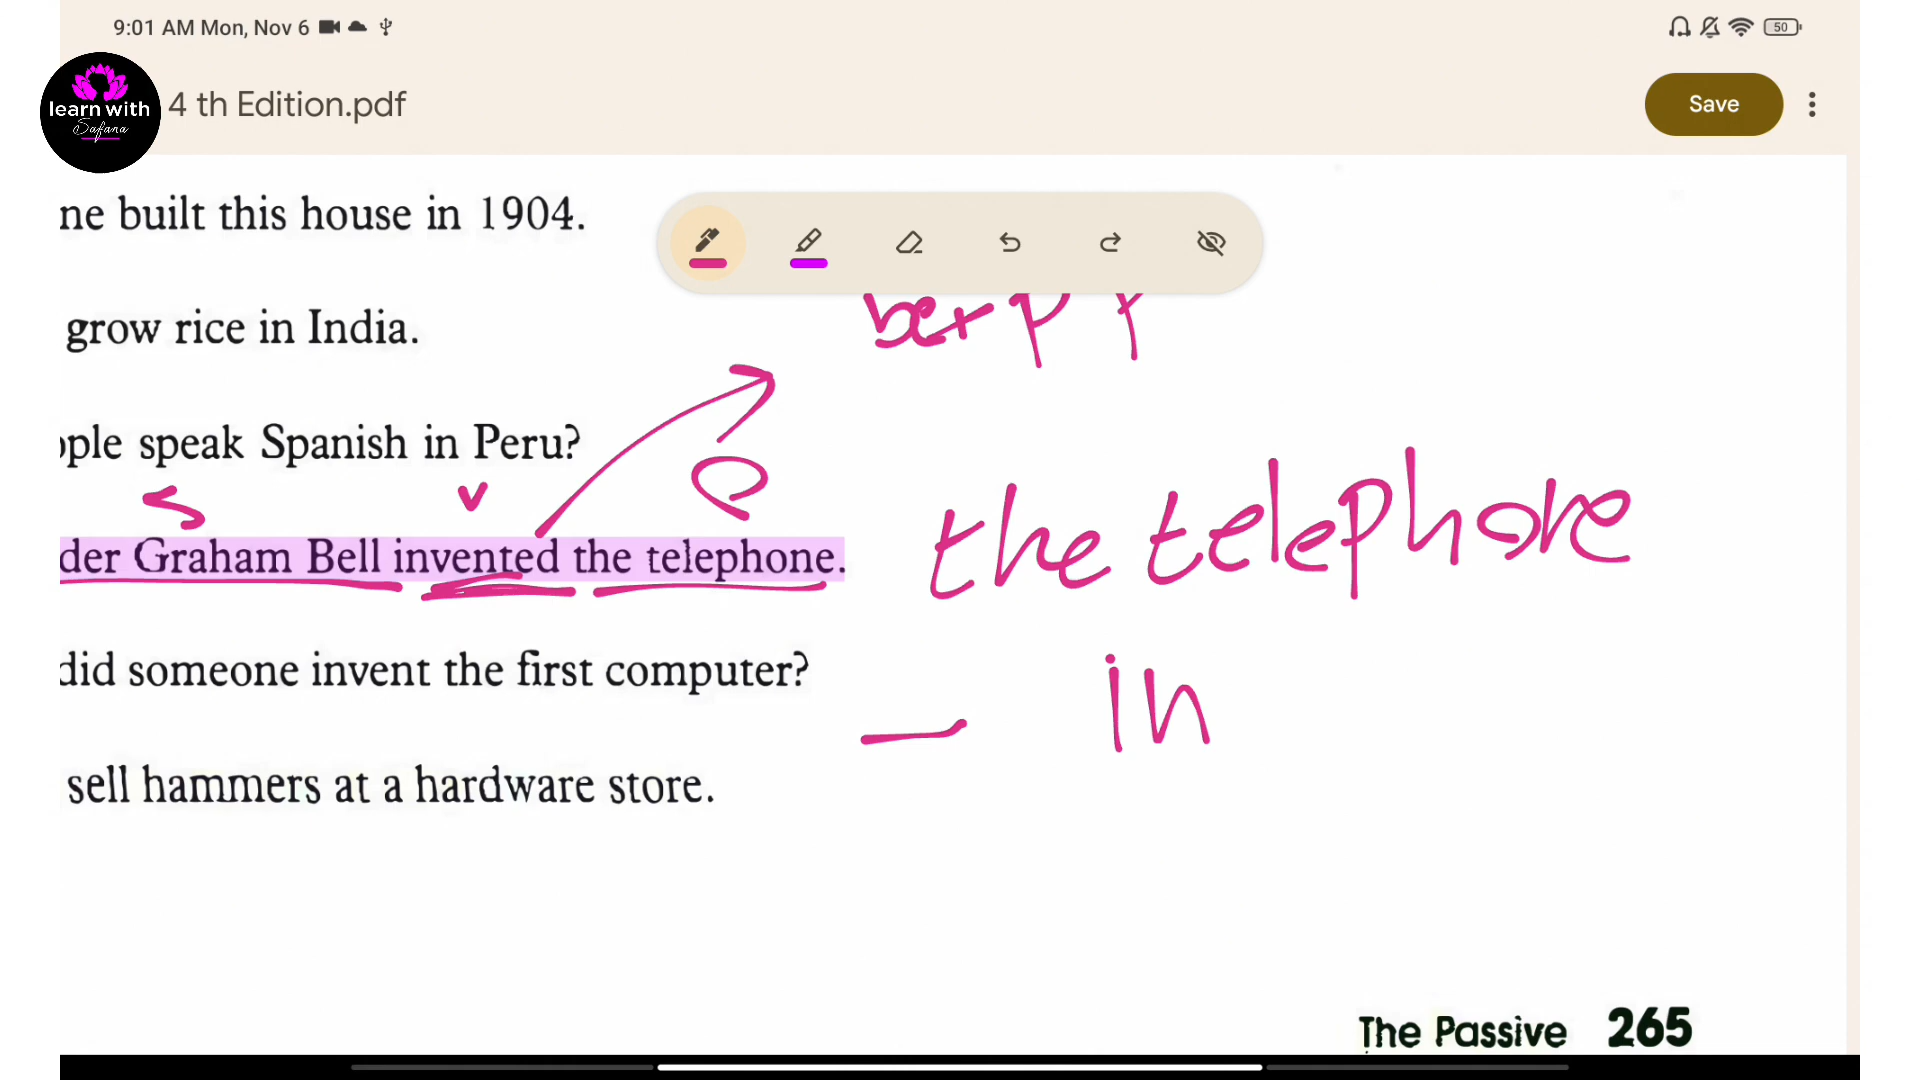 9:01 AM Mon, Nov 6
50
learn with
Safana
4 th Edition.pdf
Save
ne built this house in 1904.
be+ p p
grow rice in India.
ople speak Spanish in Peru?
S v O
der Graham Bell invented the telephone.
the telephone
did someone invent the first computer?
in
sell hammers at a hardware store.
The Passive 265